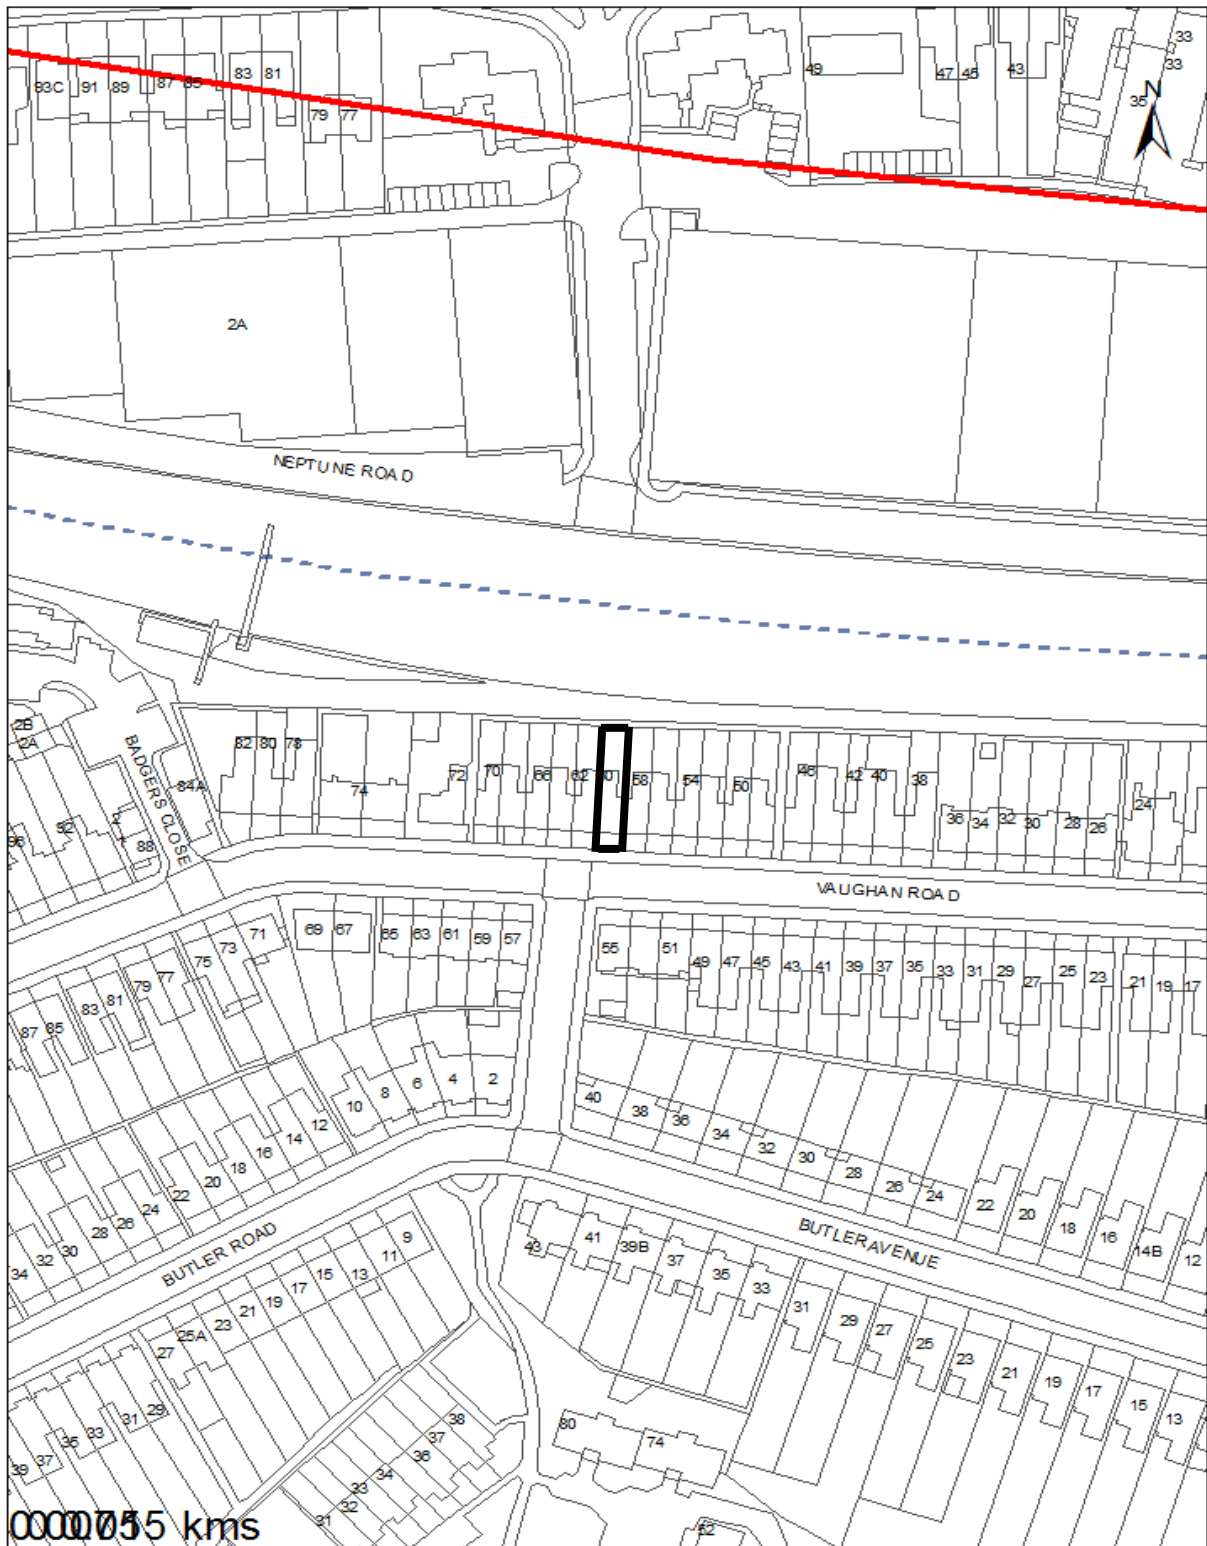 33
33
35
N
43
47 45
49
93C 91 89 87 85 83 81
79 77
2A
NEPTUNE ROAD
2B
2A
BADGERS CLOSE
84A
82 80 78
74
72 70 66 62 58 54 50 46 42 40 38
36 34 32 30 28 26 24
96 92 2 1 88
VAUGHAN ROAD
69 67 65 63 61 59 57
55 51 49 47 45 43 41 39 37 35 33 31 29 27 25 23 21 19 17
87 85 83 81 79 77 75 73 71
10 8 6 4 2
40 38 36 34 32 30 28 26 24 22 20 18 16 14B 12
34 32 30 28 26 24 22 20 18 16 14 12
BUTLER ROAD
BUTLER AVENUE
43 41 39B 37 35 33 31 29 27 25 23 21 19 17 15 13
39 37 35 33 31 29 27 25A 23 21 19 17 15 13 11 9
38
37
36
34
33
32
31
80 74
52
kms